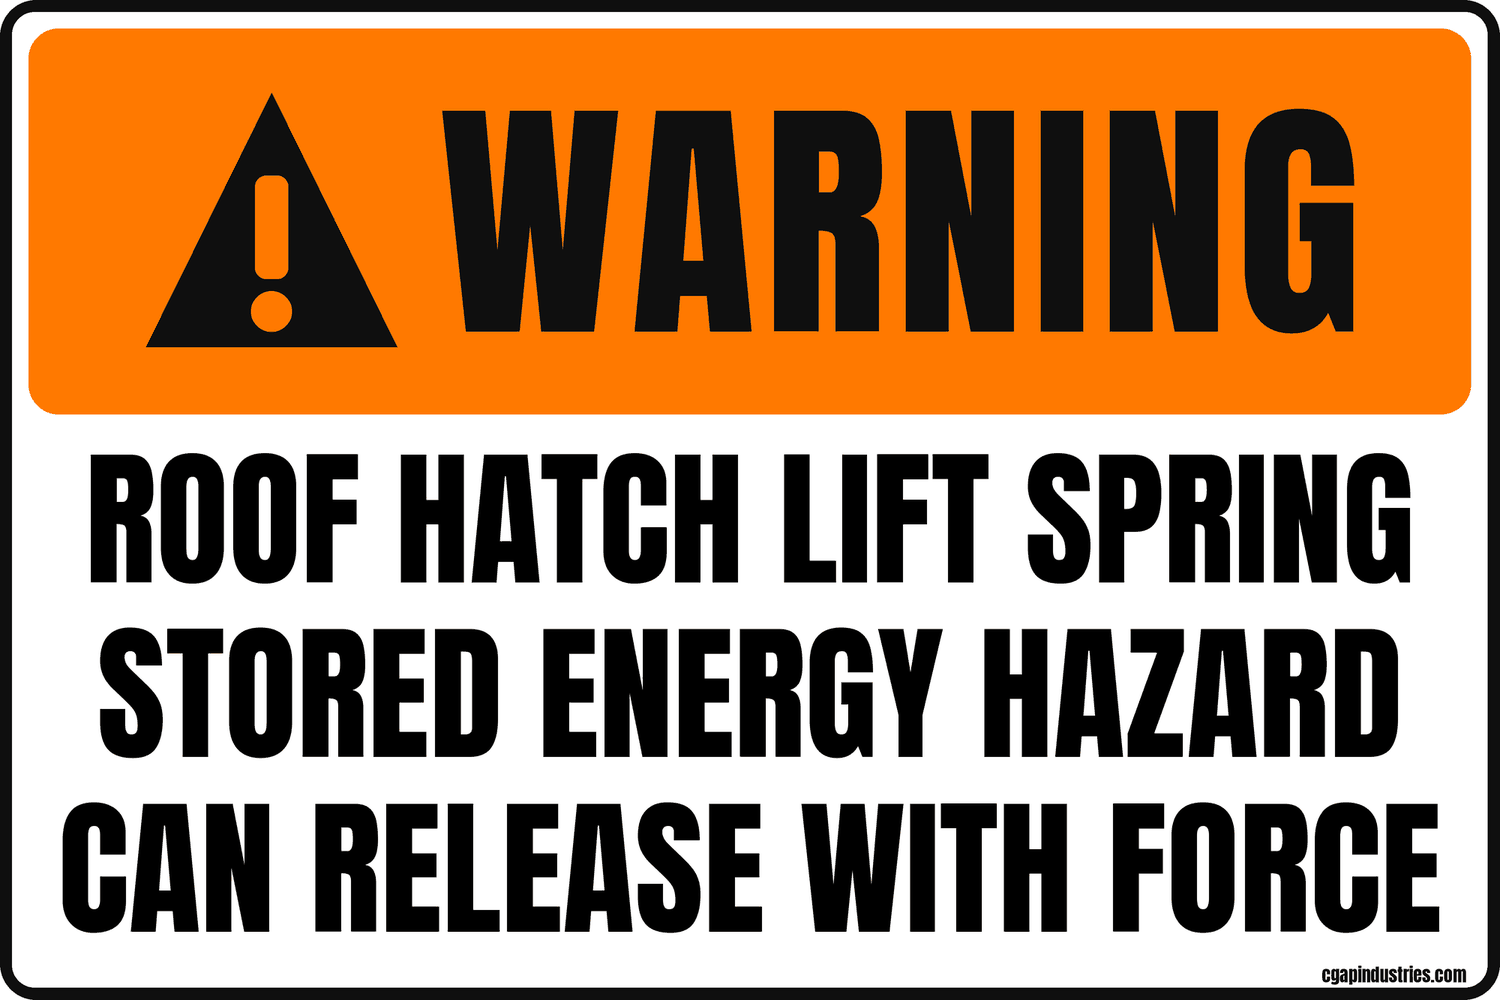 WARNING
ROOF HATCH LIFT SPRING
STORED ENERGY HAZARD
CAN RELEASE WITH FORCE
cgapindustries.com